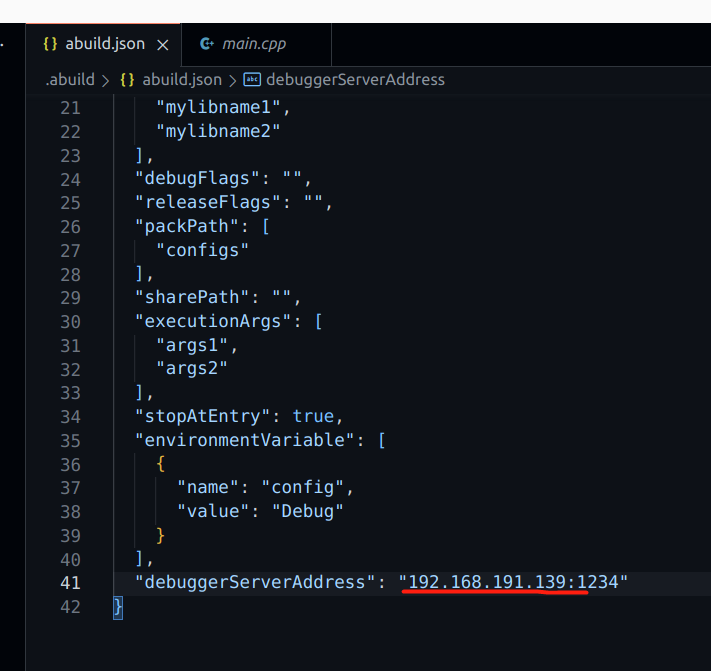 {} abuild.json × C++ main.cpp
.abuild > {} abuild.json > abc debuggerServerAddress
21 "mylibname1",
22 "mylibname2"
23 ],
24 "debugFlags": "",
25 "releaseFlags": "",
26 "packPath": [
27 "configs"
28 ],
29 "sharePath": "",
30 "executionArgs": [
31 "args1",
32 "args2"
33 ],
34 "stopAtEntry": true,
35 "environmentVariable": [
36 {
37 "name": "config",
38 "value": "Debug"
39 }
40 ],
41 "debuggerServerAddress": "192.168.191.139:1234"
42 }